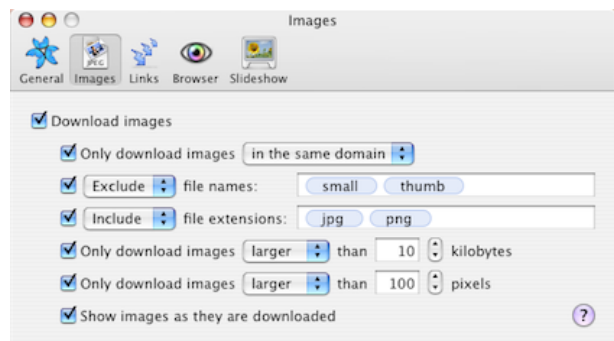 Images
JPEG
General Images Links Browser Slideshow
Download images
Only download images in the same domain
Exclude file names: small thumb
Include file extensions: jpg png
Only download images larger than 10 kilobytes
Only download images larger than 100 pixels
Show images as they are downloaded ?